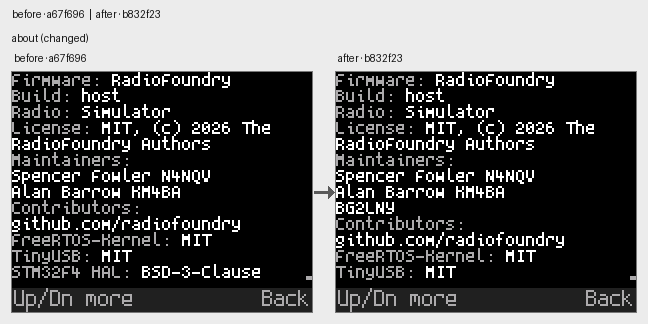 before·a67f696 | after·b832f23
about (changed)
before·a67f696
Firmware: RadioFoundry
Build: host
Radio: Simulator
License: MIT, (c) 2026 The
RadioFoundry Authors
Maintainers:
Spencer Fowler N4NQV
Alan Barrow KM4BA
Contributors:
github.com/radiofoundry
FreeRTOS-Kernel: MIT
TinyUSB: MIT
STM32F4 HAL: BSD-3-Clause
Up/Dn more Back
after·b832f23
Firmware: RadioFoundry
Build: host
Radio: Simulator
License: MIT, (c) 2026 The
RadioFoundry Authors
Maintainers:
Spencer Fowler N4NQV
Alan Barrow KM4BA
BG2LNY
Contributors:
github.com/radiofoundry
FreeRTOS-Kernel: MIT
TinyUSB: MIT
Up/Dn more Back